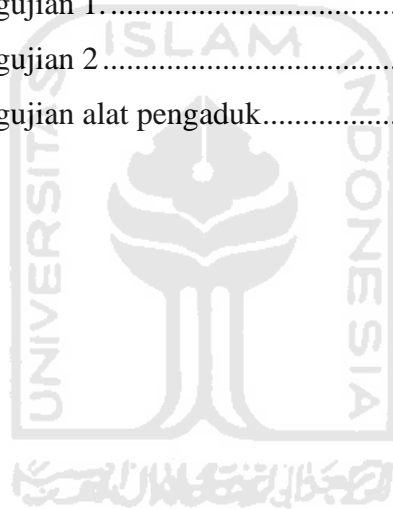 gujian 1.
gujian 2
gujian alat pengaduk
UNIVERSITAS
ISLAM
INDONESIA